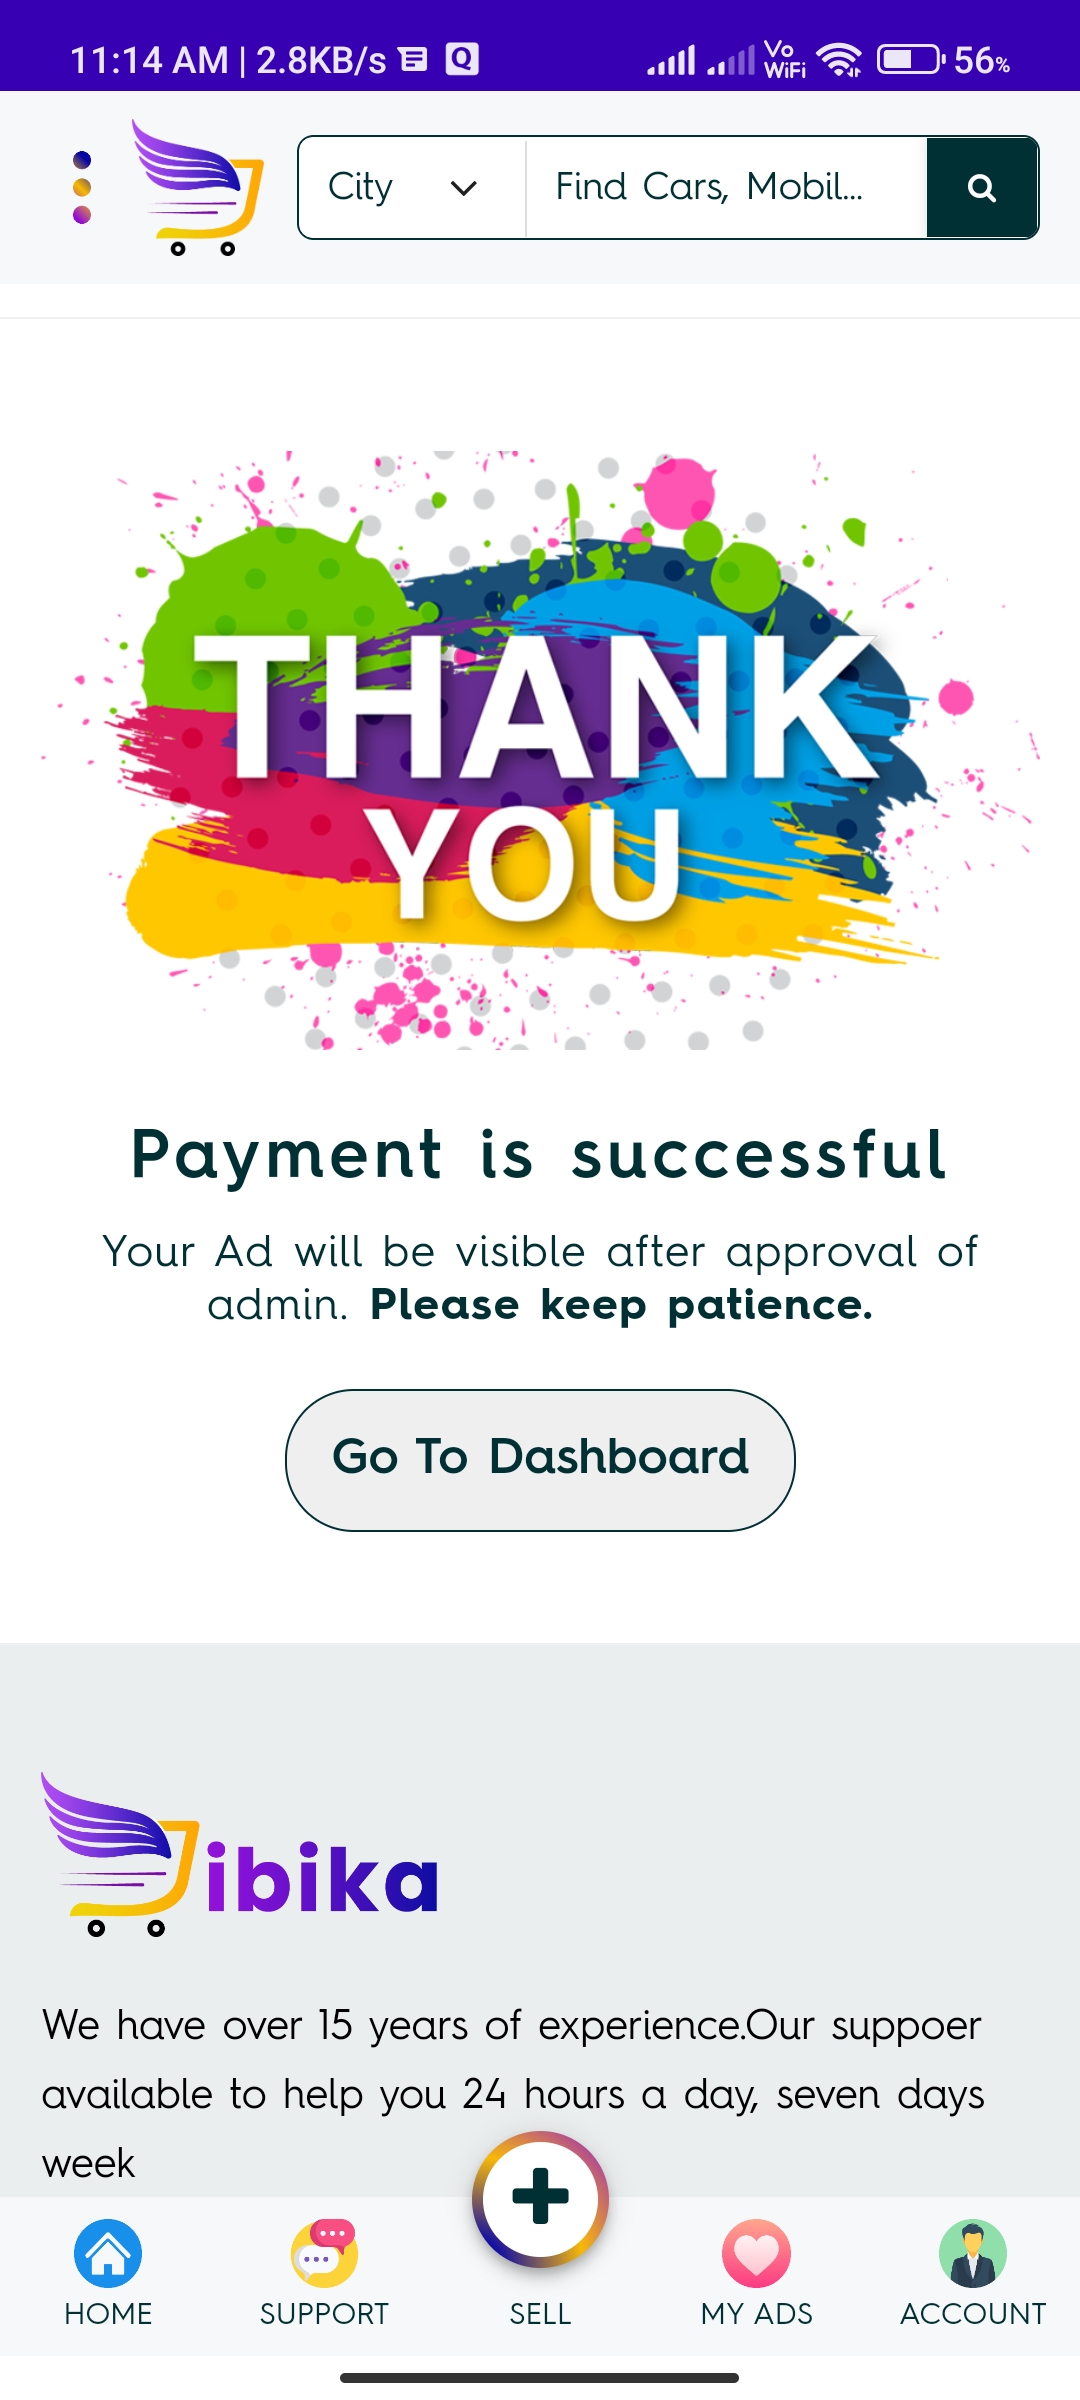 11:14 AM | 2.8KB/s Q Vo WiFi 56%
City Find Cars, Mobil...
THANK
YOU
Payment is successful
Your Ad will be visible after approval of
admin. Please keep patience.
Go To Dashboard
ibika
We have over 15 years of experience.Our suppoer
available to help you 24 hours a day, seven days
week
HOME SUPPORT SELL MY ADS ACCOUNT